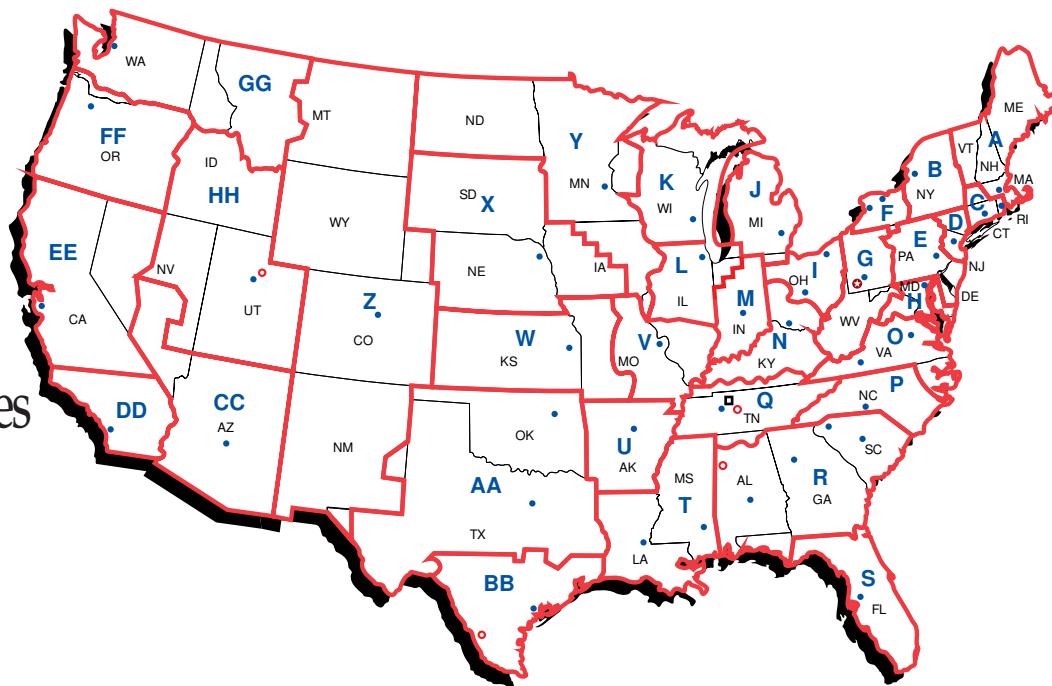 WA
GG
MT
ND
Y
MN
ME
A
VT
NH
B
NY
MA
FF
OR
ID
HH
SD
X
K
WI
J
MI
F
C
RI
CT
D
E
PA
NJ
EE
NV
WY
NE
IA
L
IL
OH
I
G
MD
H
DE
CA
UT
Z
CO
W
KS
MO
V
M
IN
N
KY
WV
O
VA
es
DD
CC
AZ
NM
OK
AA
TX
U
AK
Q
TN
NC
P
SC
MS
T
AL
R
GA
LA
BB
S
FL